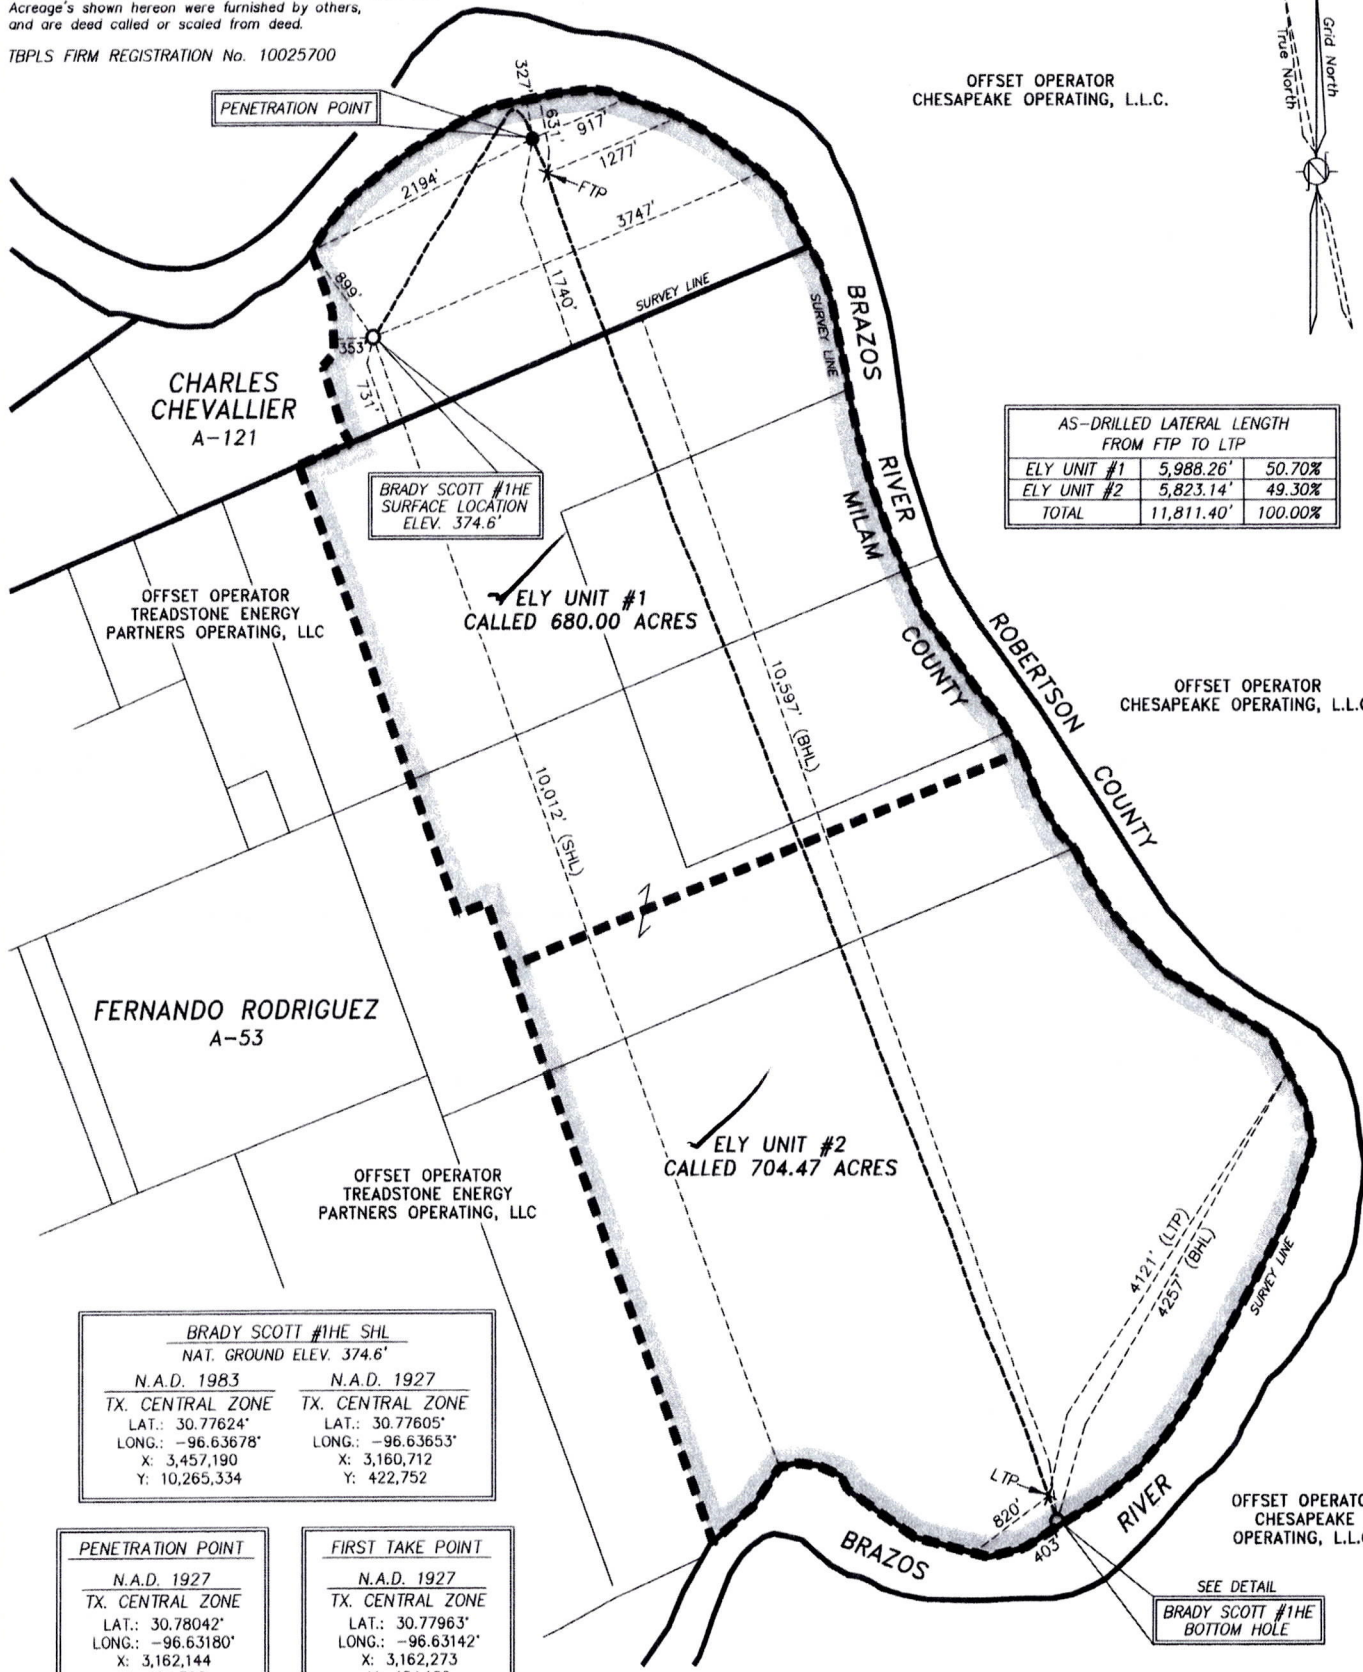 Acreage's shown hereon were furnished by others,
and are deed called or scaled from deed.
TBPLS FIRM REGISTRATION No. 10025700
PENETRATION POINT
OFFSET OPERATOR
CHESAPEAKE OPERATING, L.L.C.
True North
Grid North
327'
631'
917'
1277'
FTP
2194'
3747'
1740'
899'
353'
731'
SURVEY LINE
SURVEY LINE
BRAZOS
RIVER
MILAM
COUNTY
ROBERTSON
COUNTY
CHARLES
CHEVALLIER
A-121
BRADY SCOTT #1HE
SURFACE LOCATION
ELEV. 374.6'
AS-DRILLED LATERAL LENGTH
FROM FTP TO LTP
ELY UNIT #1 5,988.26' 50.70%
ELY UNIT #2 5,823.14' 49.30%
TOTAL 11,811.40' 100.00%
OFFSET OPERATOR
TREADSTONE ENERGY
PARTNERS OPERATING, LLC
ELY UNIT #1
CALLED 680.00 ACRES
10,597' (BHL)
10,012' (SHL)
OFFSET OPERATOR
CHESAPEAKE OPERATING, L.L.C
FERNANDO RODRIGUEZ
A-53
ELY UNIT #2
CALLED 704.47 ACRES
OFFSET OPERATOR
TREADSTONE ENERGY
PARTNERS OPERATING, LLC
4121' (LTP)
4257' (BHL)
SURVEY LINE
BRADY SCOTT #1HE SHL
NAT. GROUND ELEV. 374.6'
N.A.D. 1983 N.A.D. 1927
TX. CENTRAL ZONE TX. CENTRAL ZONE
LAT.: 30.77624° LAT.: 30.77605°
LONG.: -96.63678° LONG.: -96.63653°
X: 3,457,190 X: 3,160,712
Y: 10,265,334 Y: 422,752
LTP
820'
403'
BRAZOS
RIVER
OFFSET OPERATO
CHESAPEAKE
OPERATING, L.L.C
SEE DETAIL
BRADY SCOTT #1HE
BOTTOM HOLE
PENETRATION POINT
N.A.D. 1927
TX. CENTRAL ZONE
LAT.: 30.78042°
LONG.: -96.63180°
X: 3,162,144
FIRST TAKE POINT
N.A.D. 1927
TX. CENTRAL ZONE
LAT.: 30.77963°
LONG.: -96.63142°
X: 3,162,273